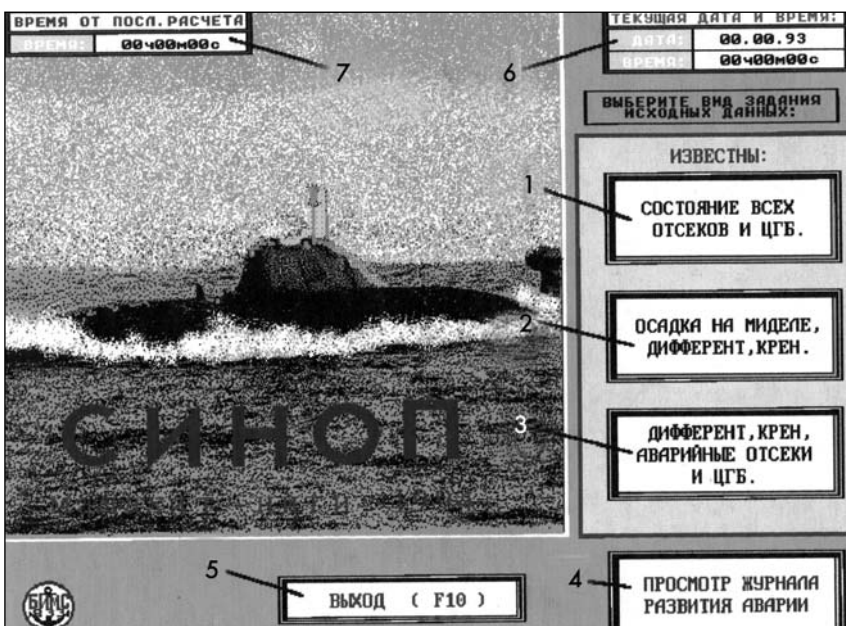 ВРЕМЯ ОТ ПОСЛ.РАСЧЕТА
ВРЕМЯ: 00ч00м00с
7
ТЕКУЩАЯ ДАТА И ВРЕМЯ:
ДАТА: 00.00.93
ВРЕМЯ: 00ч00м00с
6
ВЫБЕРИТЕ ВИД ЗАДАНИЯ
ИСХОДНЫХ ДАННЫХ:
ИЗВЕСТНЫ:
1
СОСТОЯНИЕ ВСЕХ
ОТСЕКОВ И ЦГБ.
2
ОСАДКА НА МИДЕЛЕ,
ДИФФЕРЕНТ,КРЕН.
3
ДИФФЕРЕНТ,КРЕН,
АВАРИЙНЫЕ ОТСЕКИ
И ЦГБ.
СИНОП
5
ВЫХОД ( F10 )
4
ПРОСМОТР ЖУРНАЛА
РАЗВИТИЯ АВАРИИ
БИМС